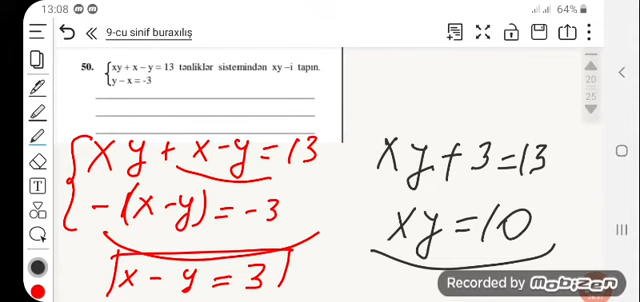 13:08 64%
9-cu sinif buraxılış
50. { xy + x – y = 13 tənliklər sistemindən xy –i tapın.
y – x = -3
20
25
{ xy + x - y = 13
-(x - y) = -3
x - y = 3
xy + 3 = 13
xy = 10
Recorded by mobizen